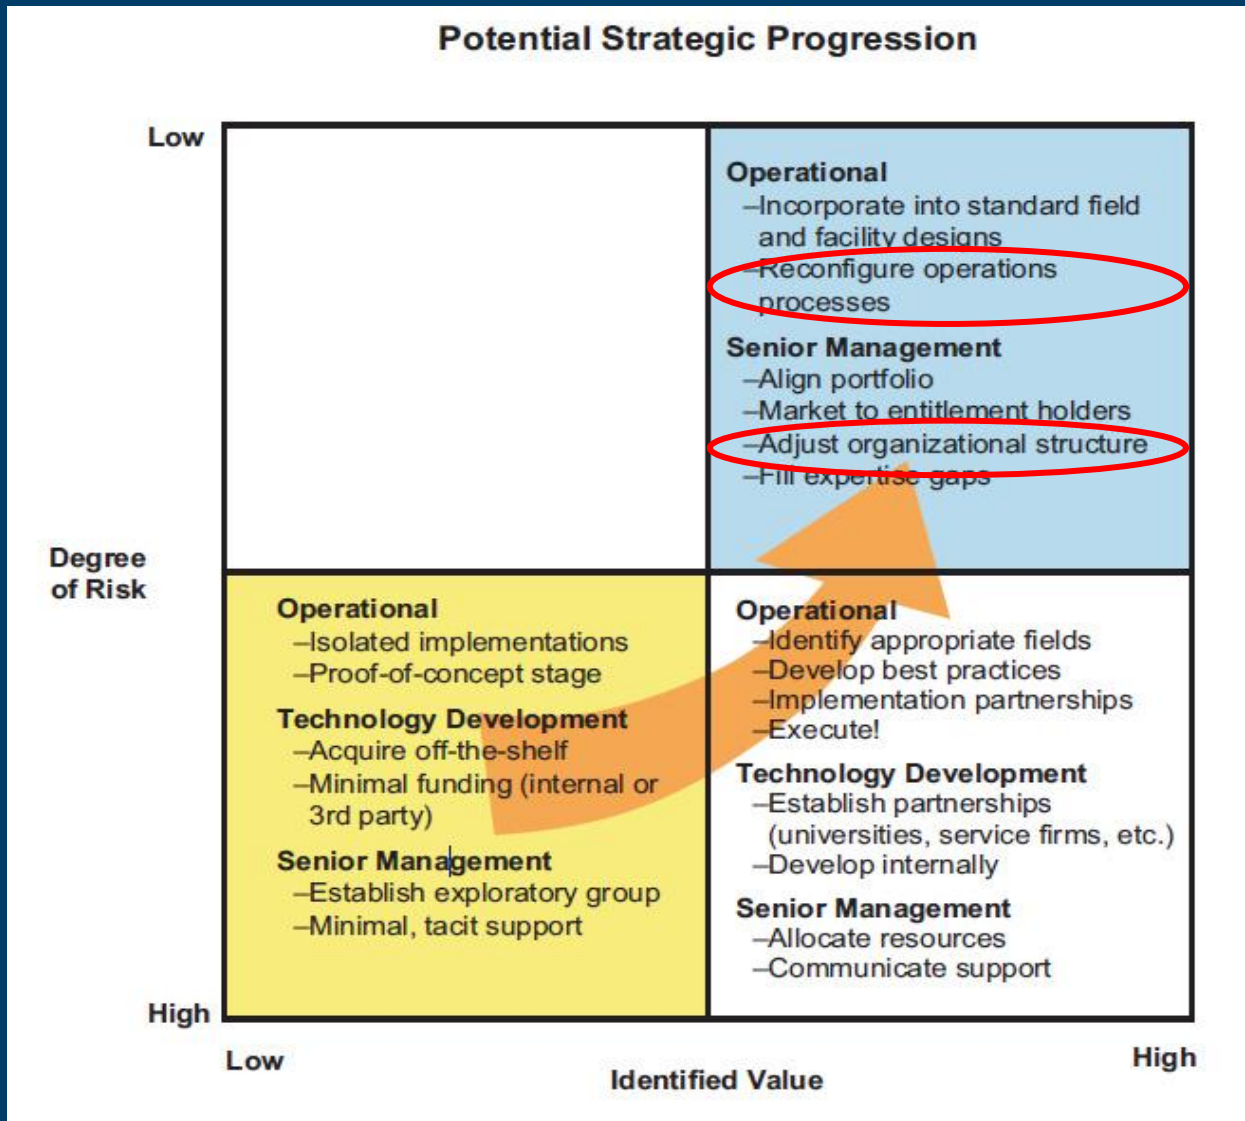 Potential Strategic Progression
Low
Operational
–Incorporate into standard field
and facility designs
–Reconfigure operations
processes
Senior Management
–Align portfolio
–Market to entitlement holders
–Adjust organizational structure
–Fill expertise gaps
Degree
of Risk
Operational
–Isolated implementations
–Proof-of-concept stage
Technology Development
–Acquire off-the-shelf
–Minimal funding (internal or
3rd party)
Senior Management
–Establish exploratory group
–Minimal, tacit support
Operational
–Identify appropriate fields
–Develop best practices
–Implementation partnerships
–Execute!
Technology Development
–Establish partnerships
(universities, service firms, etc.)
–Develop internally
Senior Management
–Allocate resources
–Communicate support
High
Low
Identified Value
High